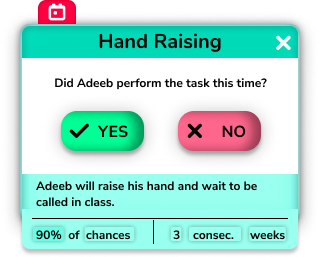 Hand Raising
Did Adeeb perform the task this time?
YES NO
Adeeb will raise his hand and wait to be
called in class.
90% of chances 3 consec. weeks